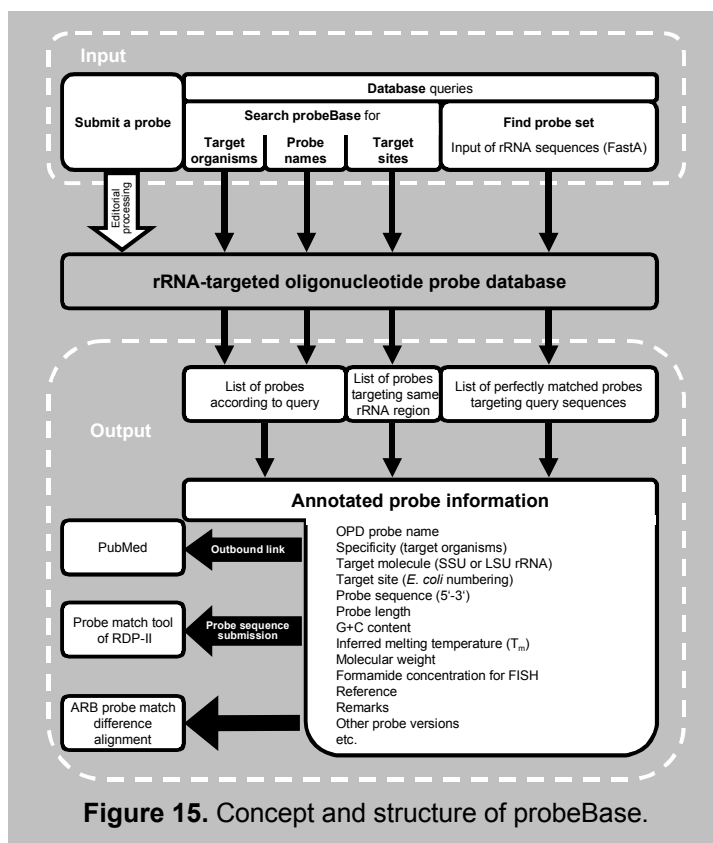 Input
Database queries
Submit a probe
Search probeBase for
Target
organisms
Probe
names
Target
sites
Find probe set
Input of rRNA sequences (FastA)
Editorial
processing
rRNA-targeted oligonucleotide probe database
List of probes
according to query
List of probes
targeting same
rRNA region
List of perfectly matched probes
targeting query sequences
Output
Annotated probe information
OPD probe name
Specificity (target organisms)
Target molecule (SSU or LSU rRNA)
Target site (E. coli numbering)
Probe sequence (5'-3')
Probe length
G+C content
Inferred melting temperature (Tm)
Molecular weight
Formamide concentration for FISH
Reference
Remarks
Other probe versions
etc.
PubMed
Outbound link
Probe match tool
of RDP-II
Probe sequence
submission
ARB probe match
difference
alignment
Figure 15. Concept and structure of probeBase.